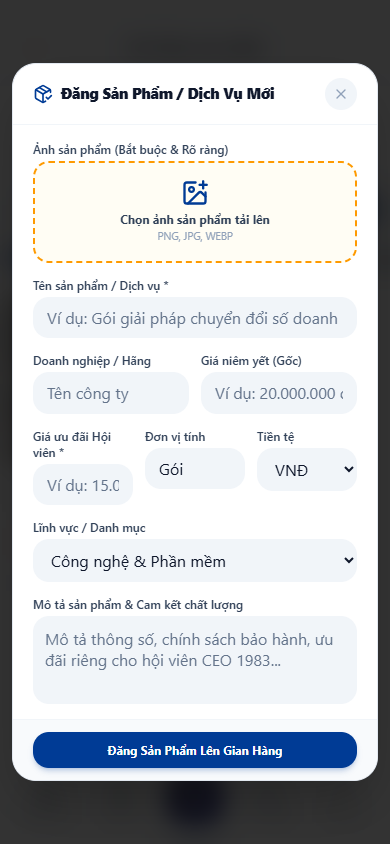 Đăng Sản Phẩm / Dịch Vụ Mới
Ảnh sản phẩm (Bắt buộc & Rõ ràng)
Chọn ảnh sản phẩm tải lên
PNG, JPG, WEBP
Tên sản phẩm / Dịch vụ *
Ví dụ: Gói giải pháp chuyển đổi số doanh
Doanh nghiệp / Hãng
Giá niêm yết (Gốc)
Tên công ty
Ví dụ: 20.000.000
Giá ưu đãi Hội
viên *
Đơn vị tính
Tiền tệ
Ví dụ: 15.0
Gói
VNĐ
Lĩnh vực / Danh mục
Công nghệ & Phần mềm
Mô tả sản phẩm & Cam kết chất lượng
Mô tả thông số, chính sách bảo hành, ưu
đãi riêng cho hội viên CEO 1983...
Đăng Sản Phẩm Lên Gian Hàng